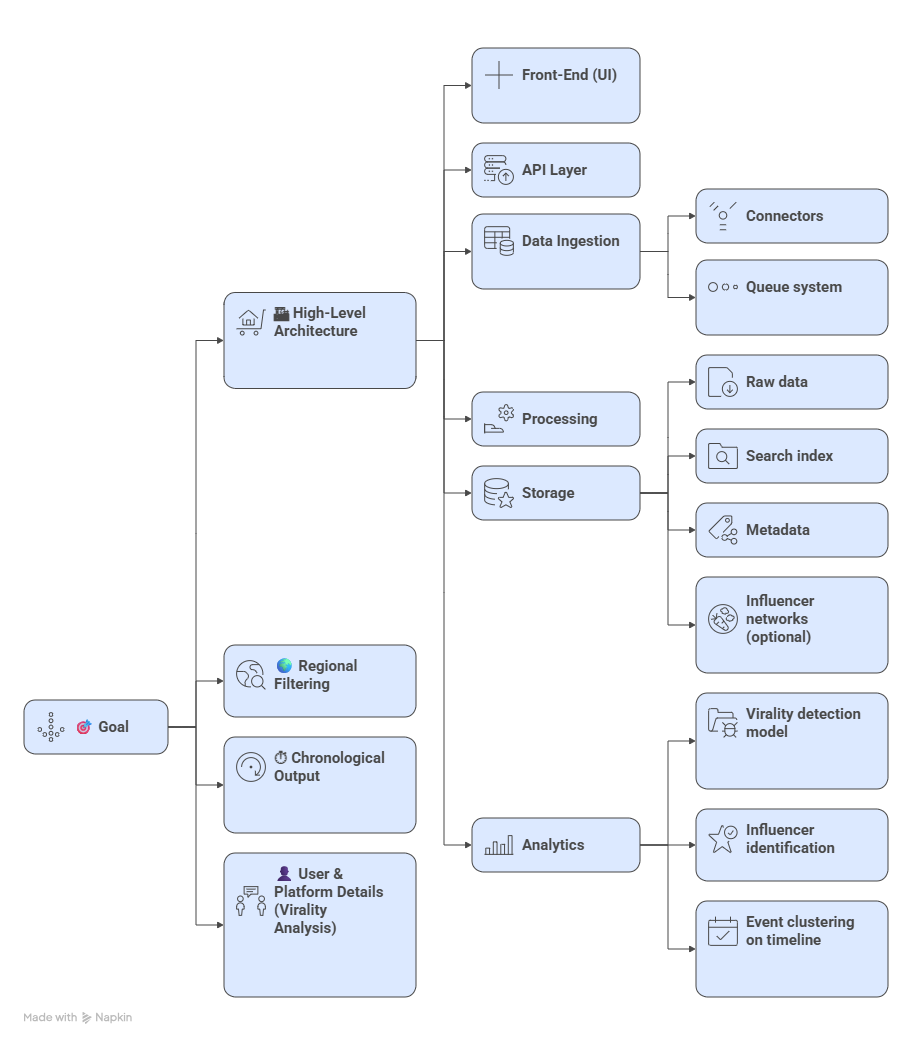 Front-End (UI)
API Layer
Data Ingestion
Connectors
Queue system
High-Level
Architecture
Raw data
Processing
Search index
Storage
Metadata
Influencer
networks
(optional)
Regional
Filtering
Goal
Virality detection
model
Chronological
Output
Analytics
Influencer
identification
User &
Platform Details
(Virality
Analysis)
Event clustering
on timeline
Made with Napkin